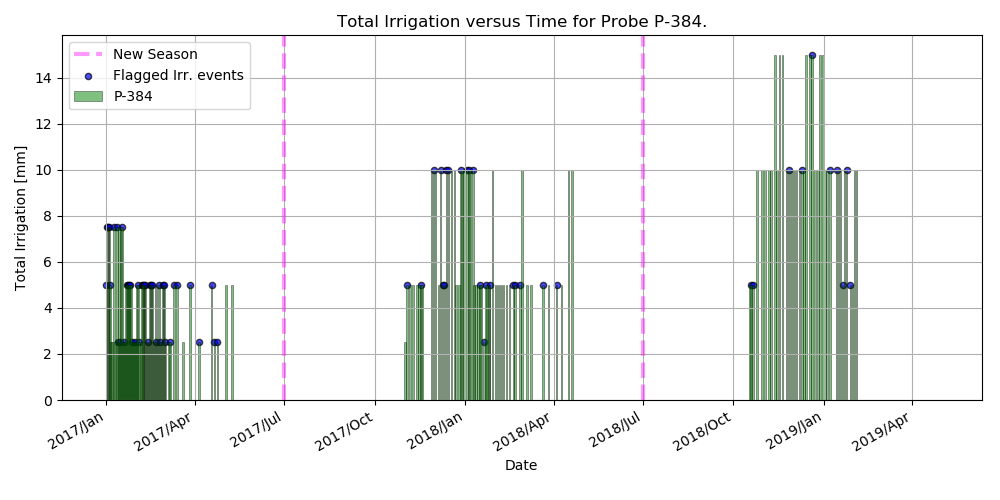 Total Irrigation versus Time for Probe P-384.
New Season
Flagged Irr. events
P-384
Total Irrigation [mm]
14
12
10
8
6
4
2
0
2017/Jan
2017/Apr
2017/Jul
2017/Oct
2018/Jan
2018/Apr
2018/Jul
2018/Oct
2019/Jan
2019/Apr
Date